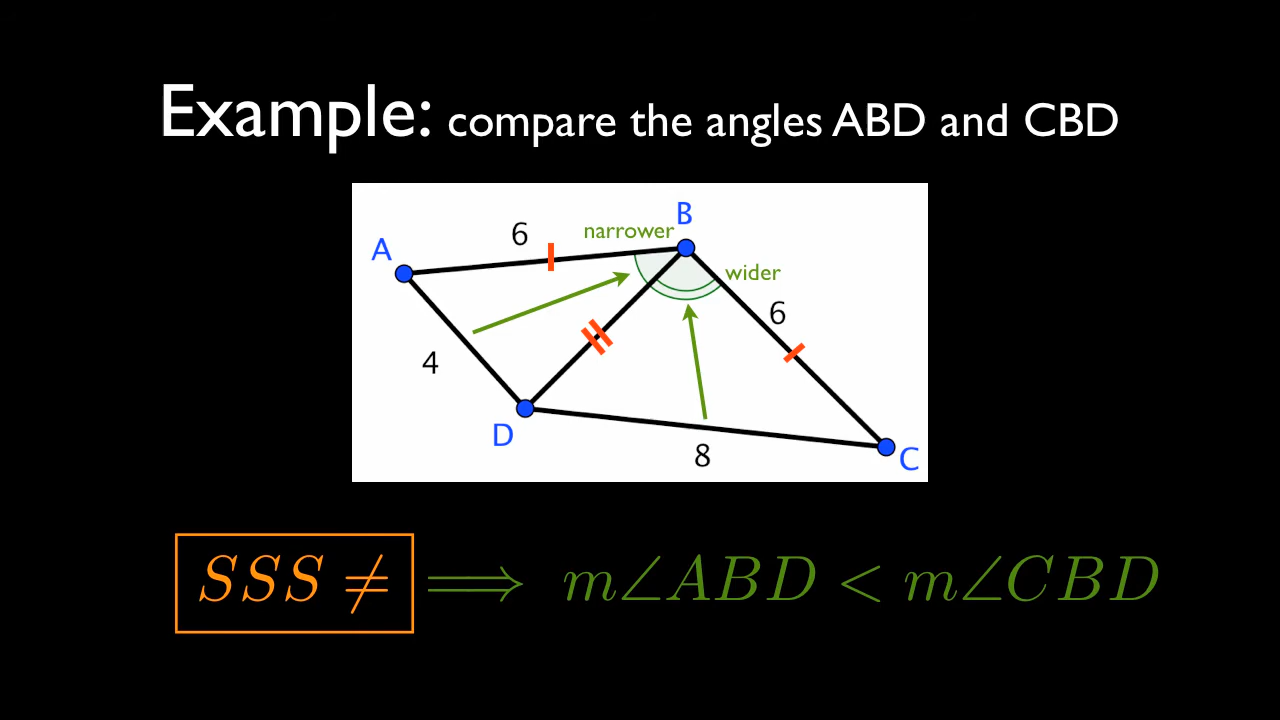 Example: compare the angles ABD and CBD
B
6
narrower
A
wider
6
4
D
8
C
SSS ≠ ⟹ m∠ABD < m∠CBD